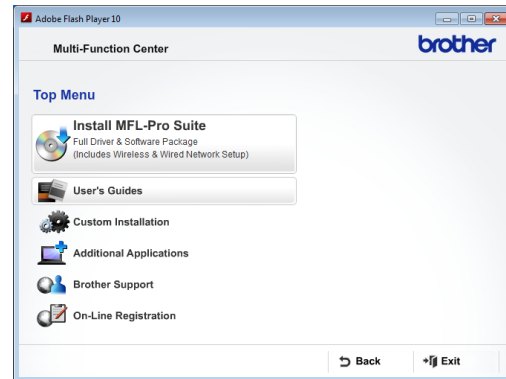 Adobe Flash Player 10
Multi-Function Center
brother
Top Menu
Install MFL-Pro Suite
Full Driver & Software Package
(Includes Wireless & Wired Network Setup)
User's Guides
Custom Installation
Additional Applications
Brother Support
On-Line Registration
Back
Exit